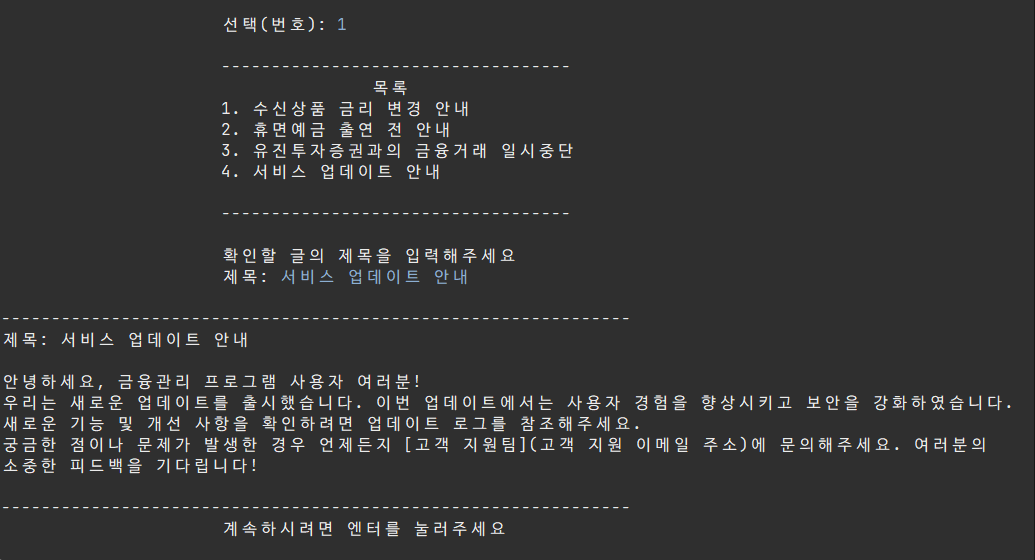 선택(번호): 1
-----------------------------------
목록
1. 수신상품 금리 변경 안내
2. 휴면예금 출연 전 안내
3. 유진투자증권과의 금융거래 일시중단
4. 서비스 업데이트 안내
-----------------------------------
확인할 글의 제목을 입력해주세요
제목: 서비스 업데이트 안내
---------------------------------------------------------------
제목: 서비스 업데이트 안내
안녕하세요, 금융관리 프로그램 사용자 여러분!
우리는 새로운 업데이트를 출시했습니다. 이번 업데이트에서는 사용자 경험을 향상시키고 보안을 강화하였습니다.
새로운 기능 및 개선 사항을 확인하려면 업데이트 로그를 참조해주세요.
궁금한 점이나 문제가 발생한 경우 언제든지 [고객 지원팀](고객 지원 이메일 주소)에 문의해주세요. 여러분의
소중한 피드백을 기다립니다!
---------------------------------------------------------------
계속하시려면 엔터를 눌러주세요